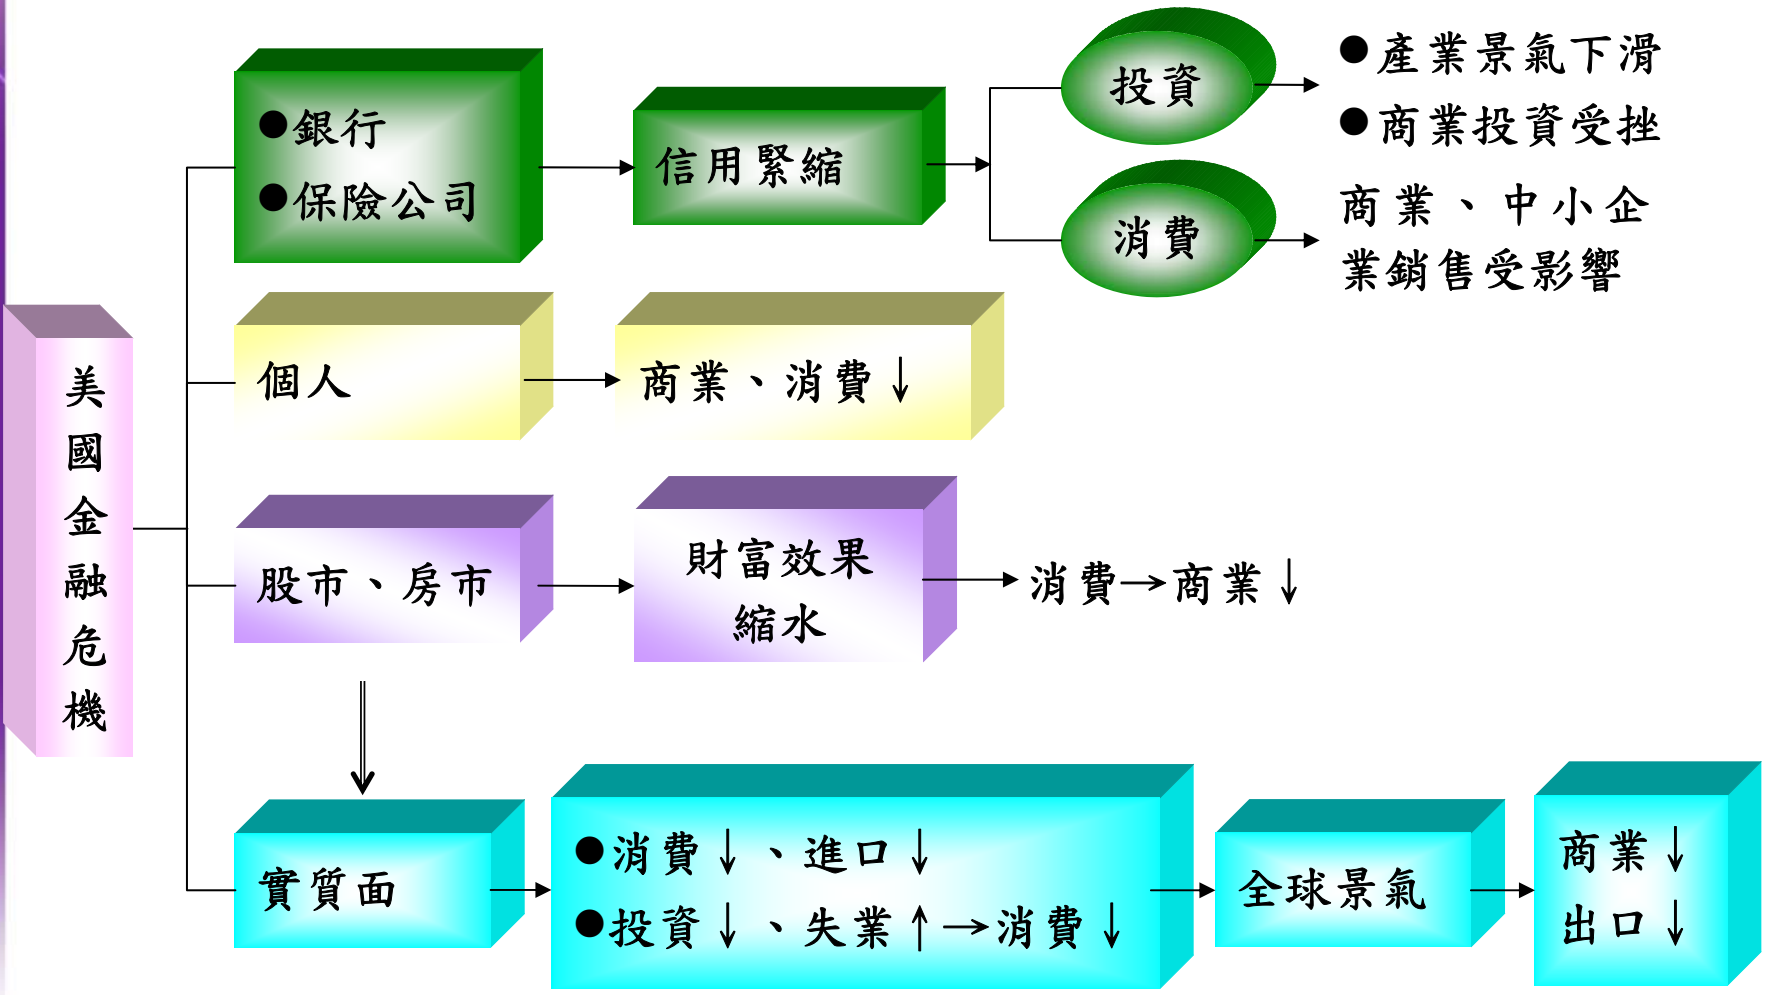 美國金融危機
●銀行
●保險公司
信用緊縮
投資
●產業景氣下滑
●商業投資受挫
消費
商業、中小企
業銷售受影響
個人
商業、消費↓
股市、房市
財富效果
縮水
消費→商業↓
實質面
●消費↓、進口↓
●投資↓、失業↑→消費↓
全球景氣
商業↓
出口↓